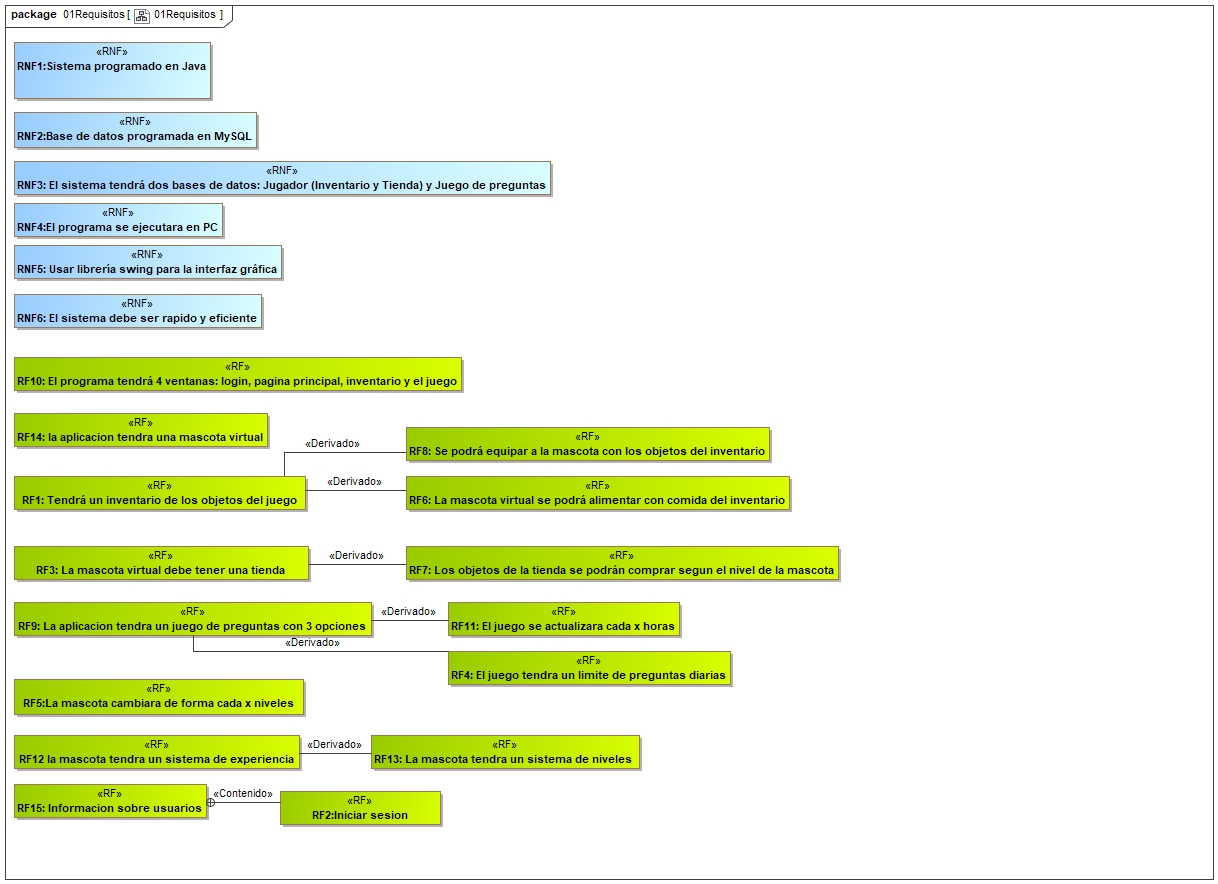 package 01Requisitos [ 01Requisitos ]
«RNF»
RNF1:Sistema programado en Java
«RNF»
RNF2:Base de datos programada en MySQL
«RNF»
RNF3: El sistema tendrá dos bases de datos: Jugador (Inventario y Tienda) y Juego de preguntas
«RNF»
RNF4:El programa se ejecutara en PC
«RNF»
RNF5: Usar librería swing para la interfaz gráfica
«RNF»
RNF6: El sistema debe ser rapido y eficiente
«RF»
RF10: El programa tendrá 4 ventanas: login, pagina principal, inventario y el juego
«RF»
RF14: la aplicacion tendra una mascota virtual
«Derivado»
«RF»
RF8: Se podrá equipar a la mascota con los objetos del inventario
«RF»
RF1: Tendrá un inventario de los objetos del juego
«Derivado»
«RF»
RF6: La mascota virtual se podrá alimentar con comida del inventario
«RF»
RF3: La mascota virtual debe tener una tienda
«Derivado»
«RF»
RF7: Los objetos de la tienda se podrán comprar segun el nivel de la mascota
«RF»
RF9: La aplicacion tendra un juego de preguntas con 3 opciones
«Derivado»
«RF»
RF11: El juego se actualizara cada x horas
«Derivado»
«RF»
RF4: El juego tendra un limite de preguntas diarias
«RF»
RF5:La mascota cambiara de forma cada x niveles
«RF»
RF12 la mascota tendra un sistema de experiencia
«Derivado»
«RF»
RF13: La mascota tendra un sistema de niveles
«RF»
RF15: Informacion sobre usuarios
«Contenido»
«RF»
RF2:Iniciar sesion